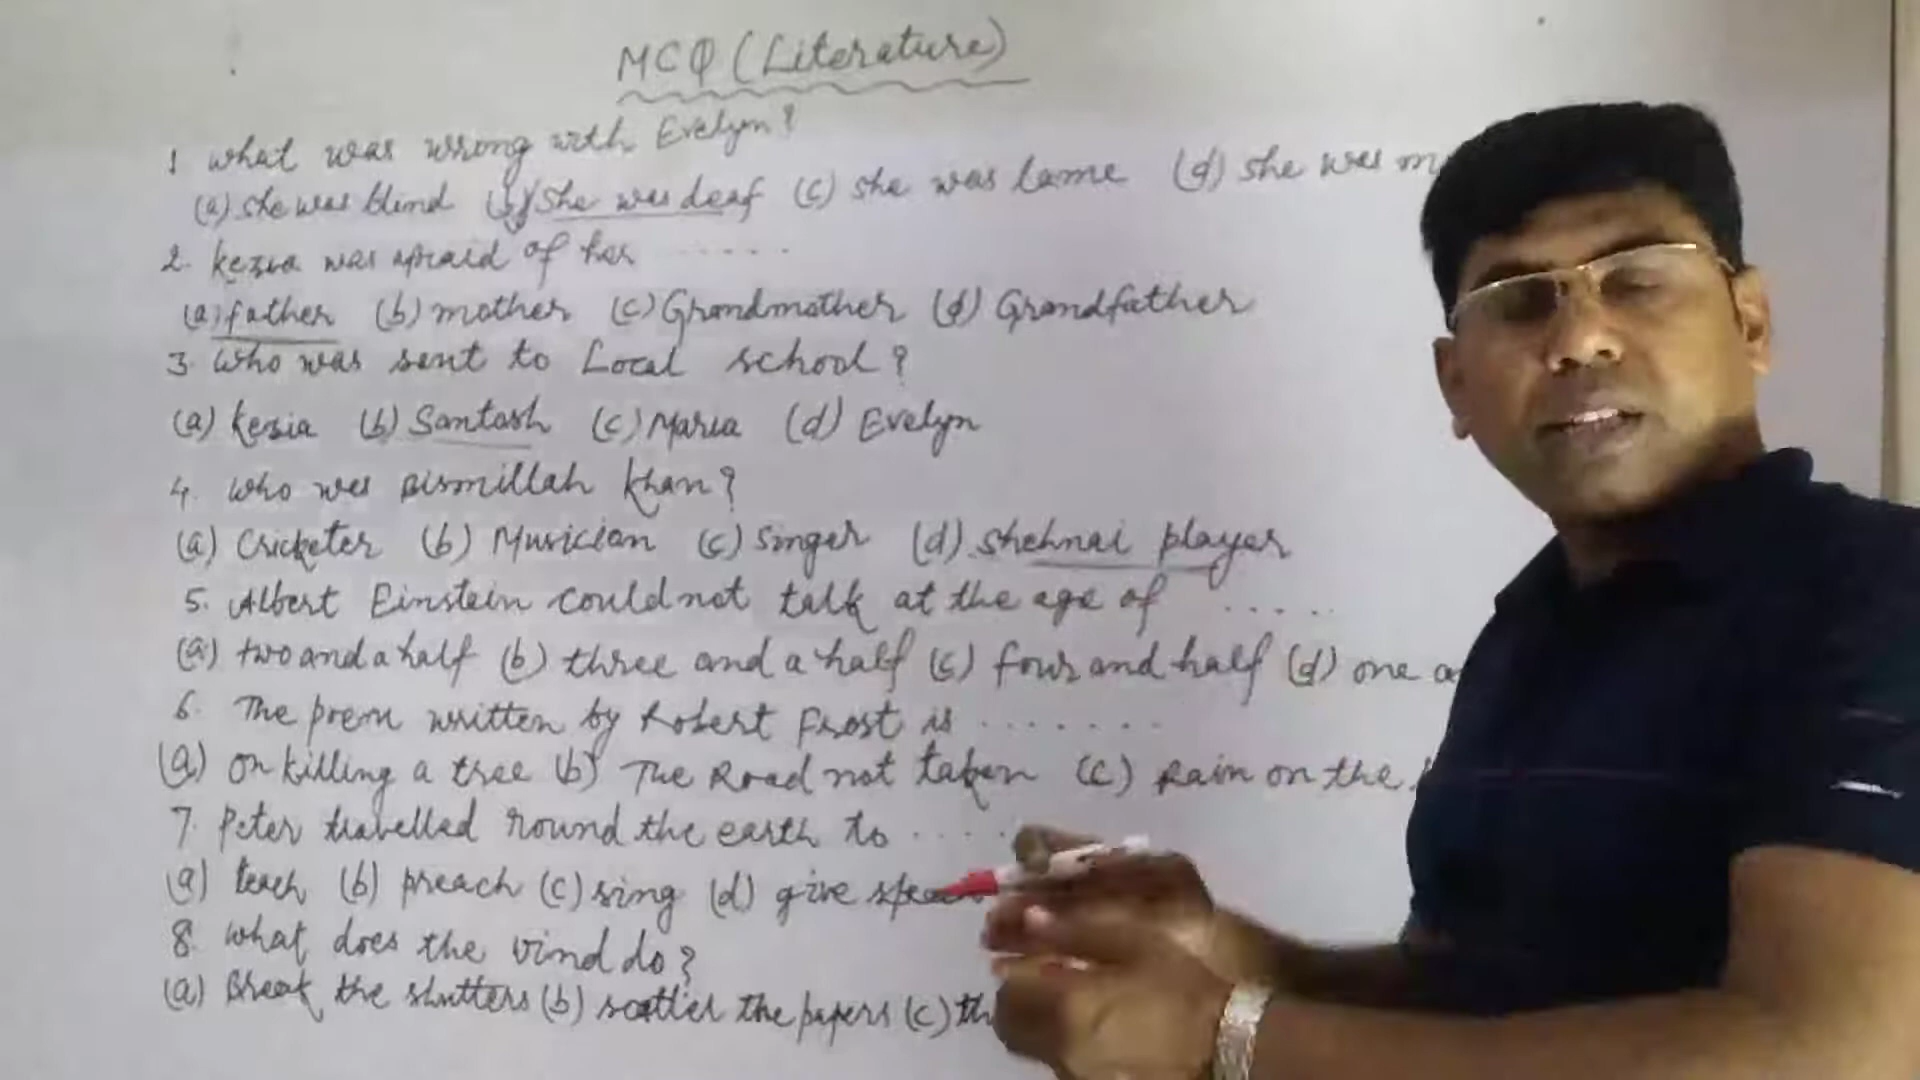 MCQ (Literature)
1. What was wrong with Evelyn?
(a) She was blind (b) She was deaf (c) She was lame (d) She was
2. Kezia was afraid of her ......
(a) father (b) mother (c) Grandmother (d) Grandfather
3. Who was sent to Local school?
(a) Kezia (b) Santosh (c) Maria (d) Evelyn
4. Who was Bismillah Khan?
(a) Cricketer (b) Musician (c) Singer (d) Shehnai player
5. Albert Einstein could not talk at the age of .....
(a) two and a half (b) three and a half (c) four and half (d) one
6. The poem written by Robert Frost is .......
(a) on killing a tree (b) The Road not taken (c) Rain on the
7. Peter travelled round the earth to ....
(a) teach (b) preach (c) sing (d) give
8. What does the Wind do?
(a) Break the shutters (b) scatter the papers (c)